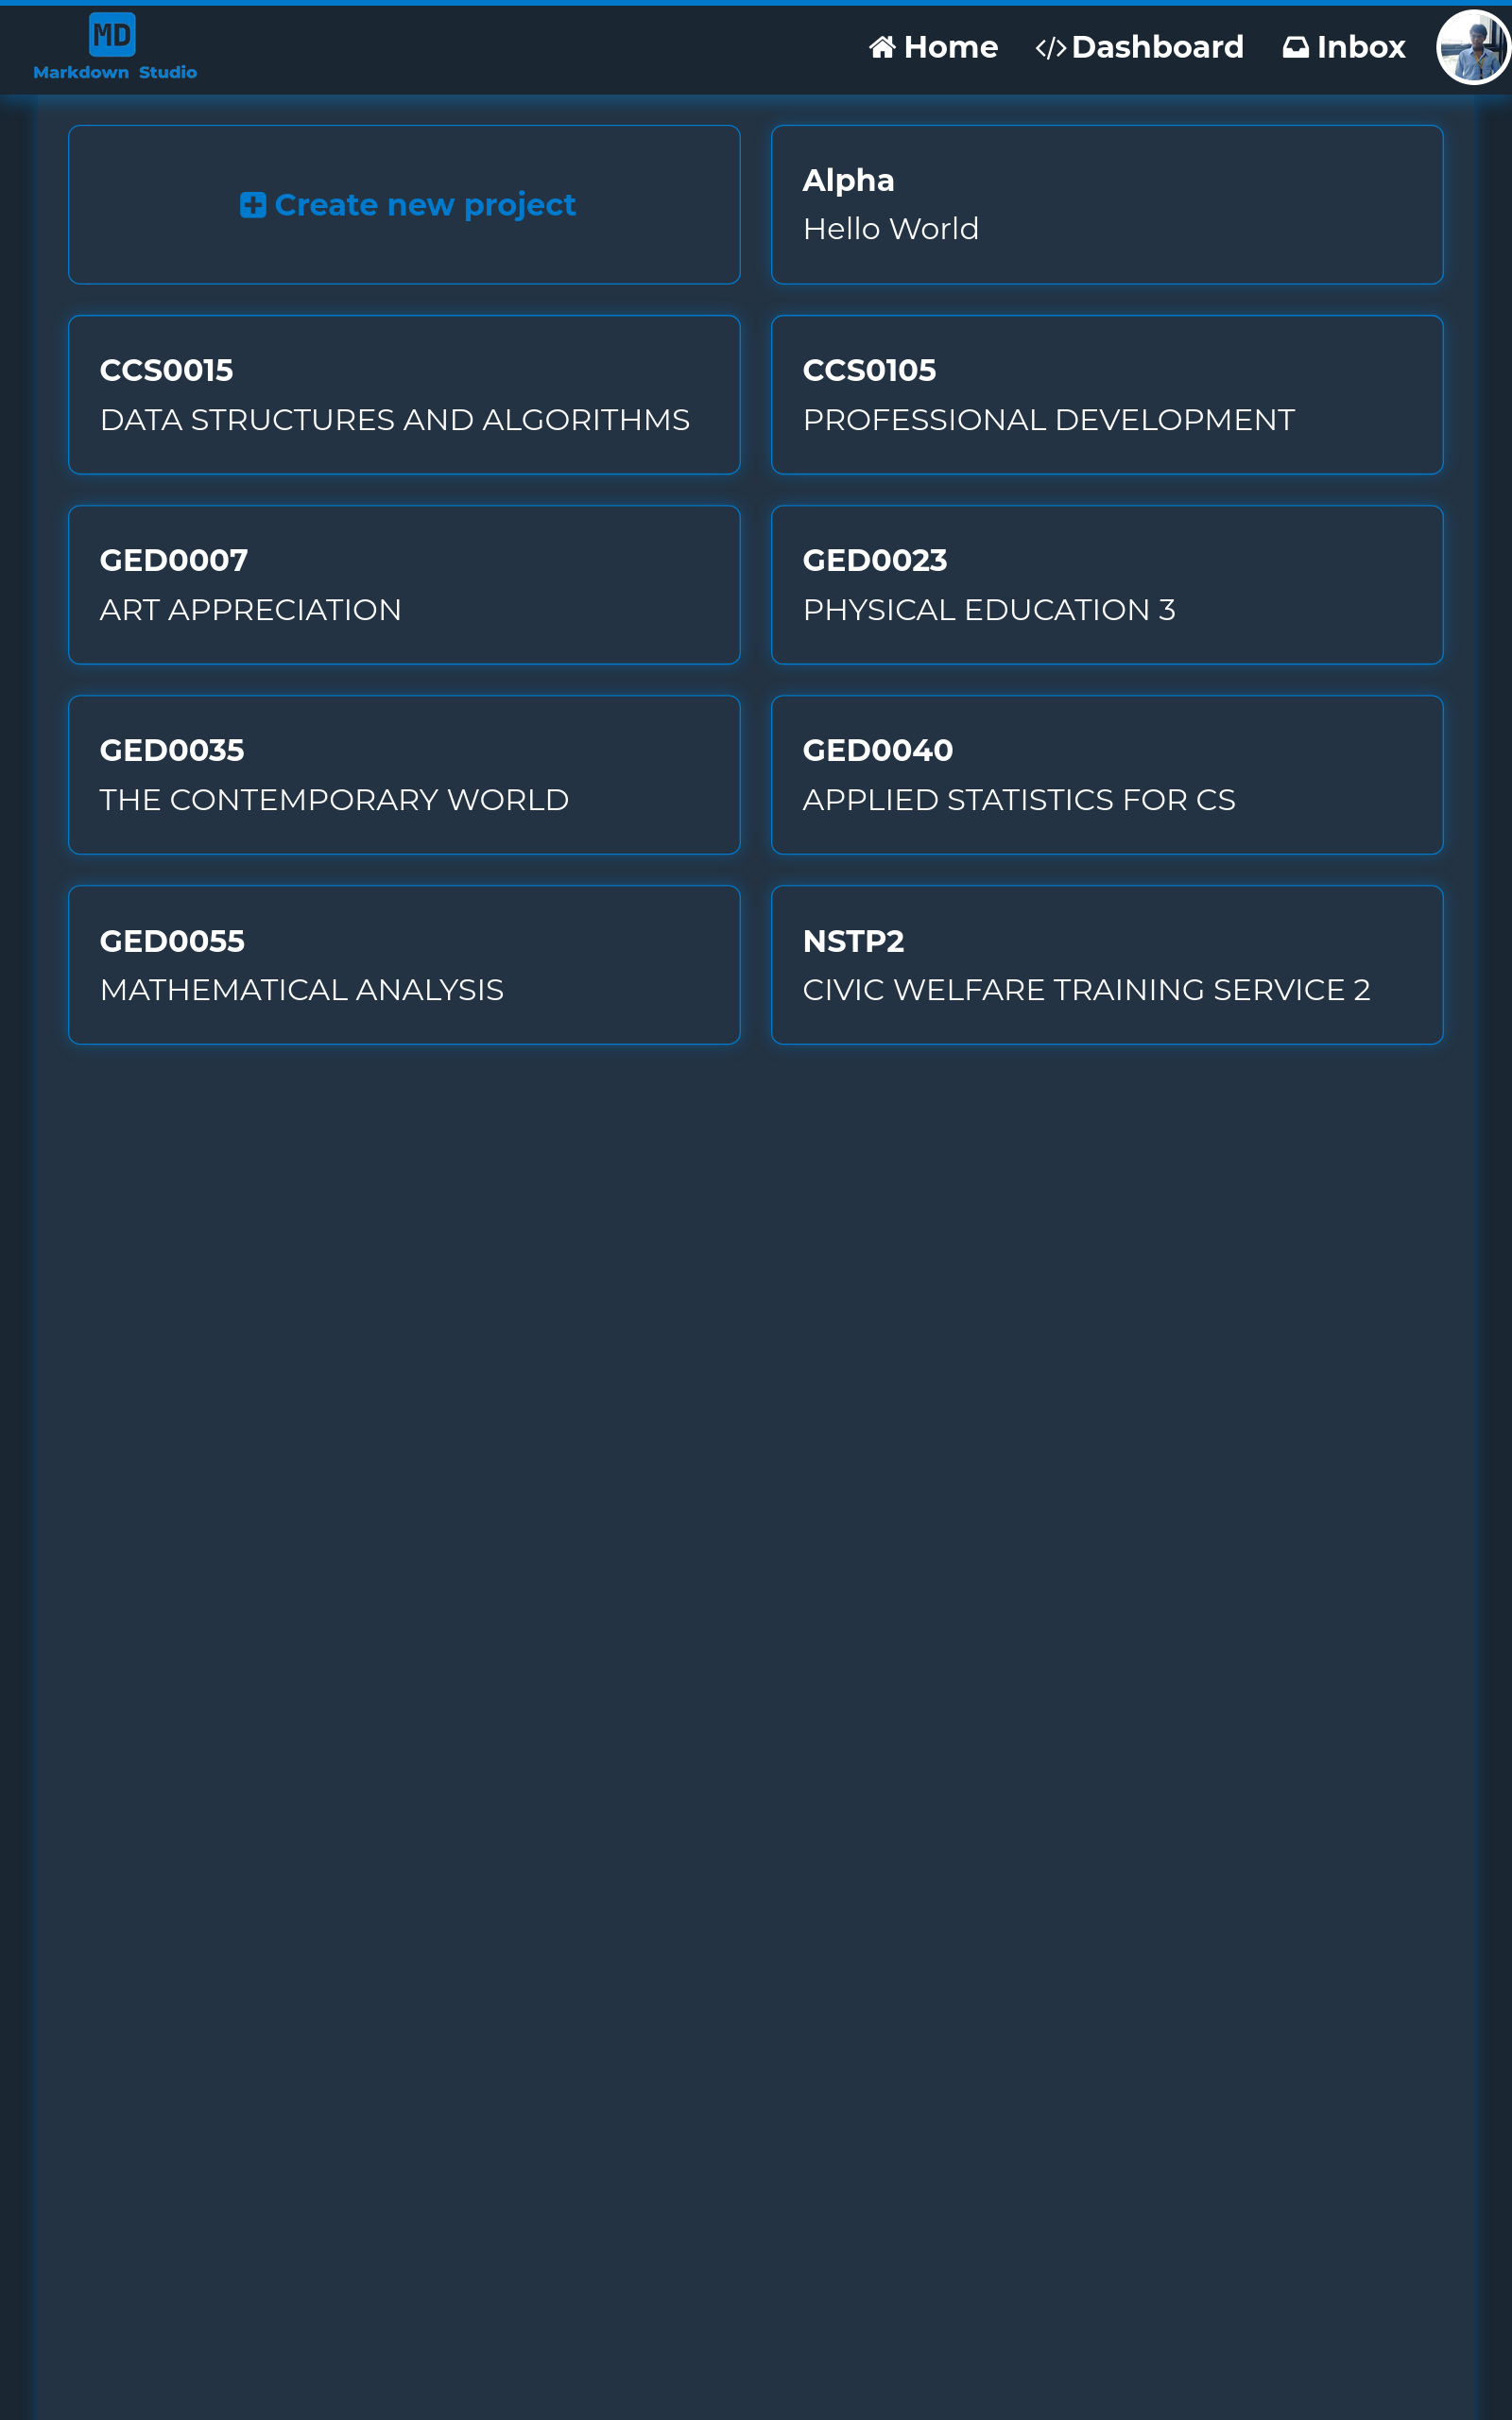 MD
Markdown Studio
Home
Dashboard
Inbox
Create new project
Alpha
Hello World
CCS0015
DATA STRUCTURES AND ALGORITHMS
CCS0105
PROFESSIONAL DEVELOPMENT
GED0007
ART APPRECIATION
GED0023
PHYSICAL EDUCATION 3
GED0035
THE CONTEMPORARY WORLD
GED0040
APPLIED STATISTICS FOR CS
GED0055
MATHEMATICAL ANALYSIS
NSTP2
CIVIC WELFARE TRAINING SERVICE 2